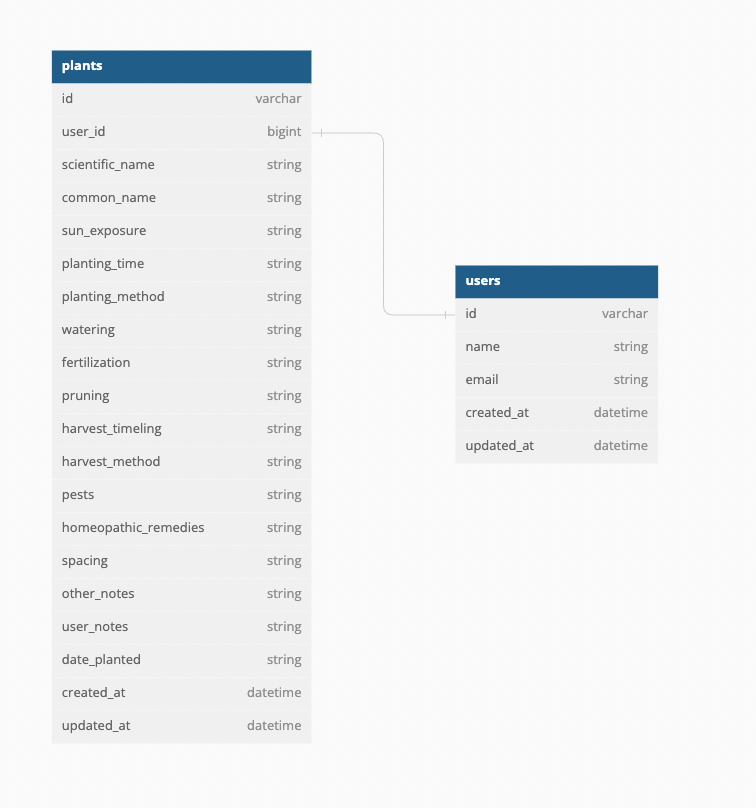 plants
id varchar
user_id bigint
scientific_name string
common_name string
sun_exposure string
planting_time string
planting_method string
watering string
fertilization string
pruning string
harvest_timeling string
harvest_method string
pests string
homeopathic_remedies string
spacing string
other_notes string
user_notes string
date_planted string
created_at datetime
updated_at datetime
users
id varchar
name string
email string
created_at datetime
updated_at datetime